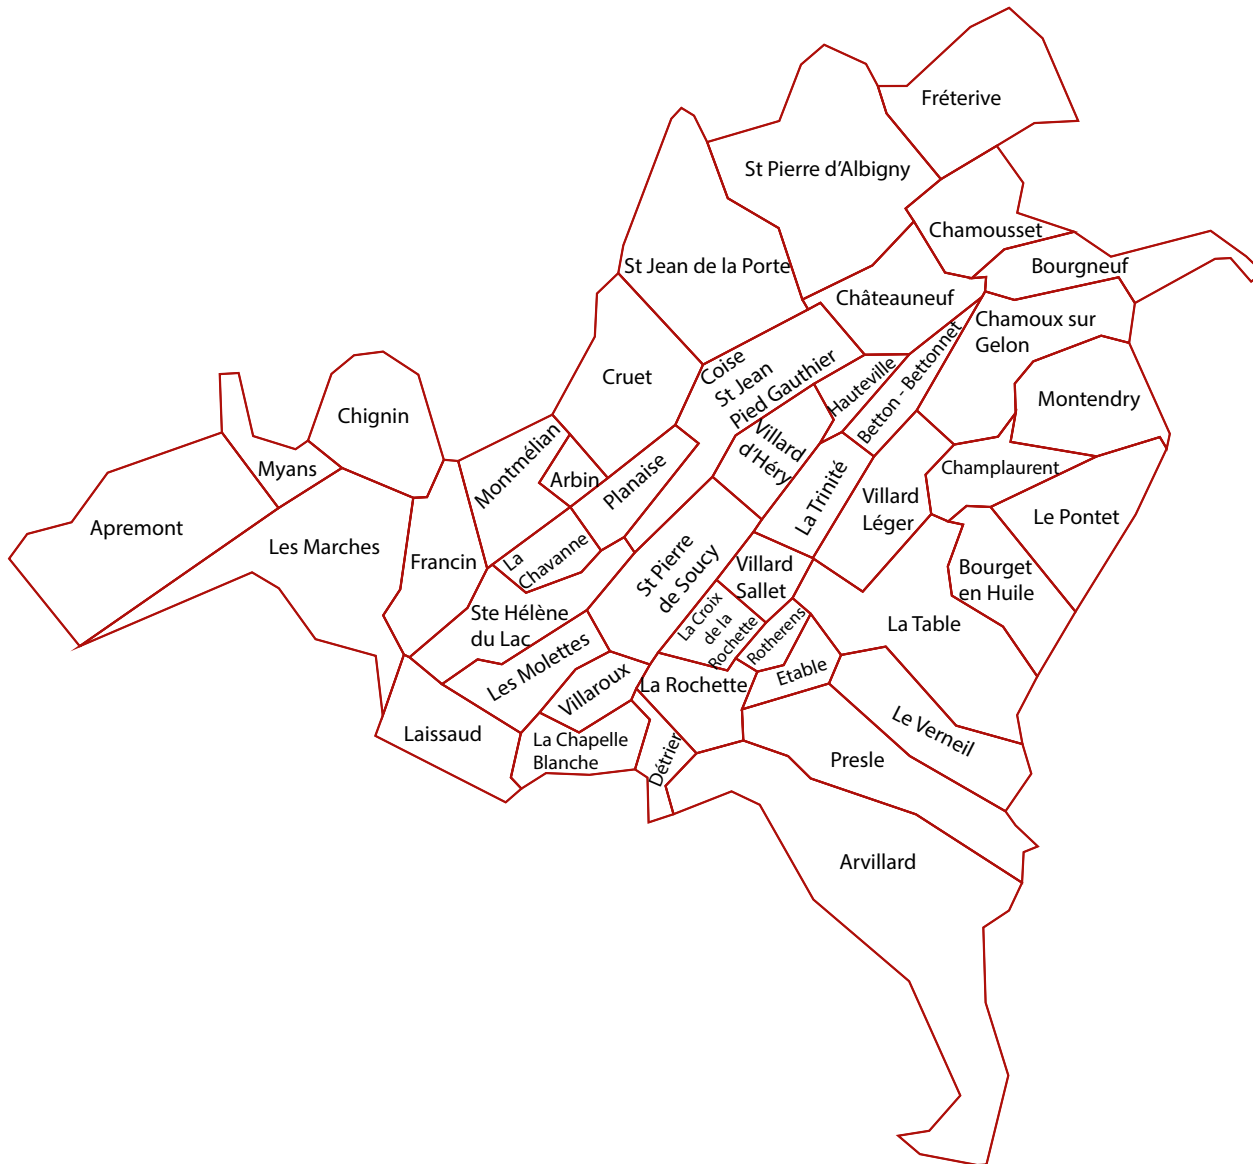 Fréterive
St Pierre d’Albigny
Chamousset
St Jean de la Porte
Bourgneuf
Châteauneuf
Chamoux sur
Gelon
Coise
St Jean
Pied Gauthier
Cruet
Hauteville
Betton - Bettonnet
Montendry
Chignin
Myans
Montmélian
Arbin
Planaise
Villard
d’Héry
La Trinité
Champlaurent
Villard
Léger
Le Pontet
Apremont
Les Marches
Francin
La
Chavanne
St Pierre
de Soucy
Villard
Sallet
Bourget
en Huile
Ste Hélène
du Lac
La Croix
de la
Rochette
Rotherens
La Table
Les Molettes
Villaroux
La Rochette
Etable
Laissaud
La Chapelle
Blanche
Détrier
Le Verneil
Presle
Arvillard